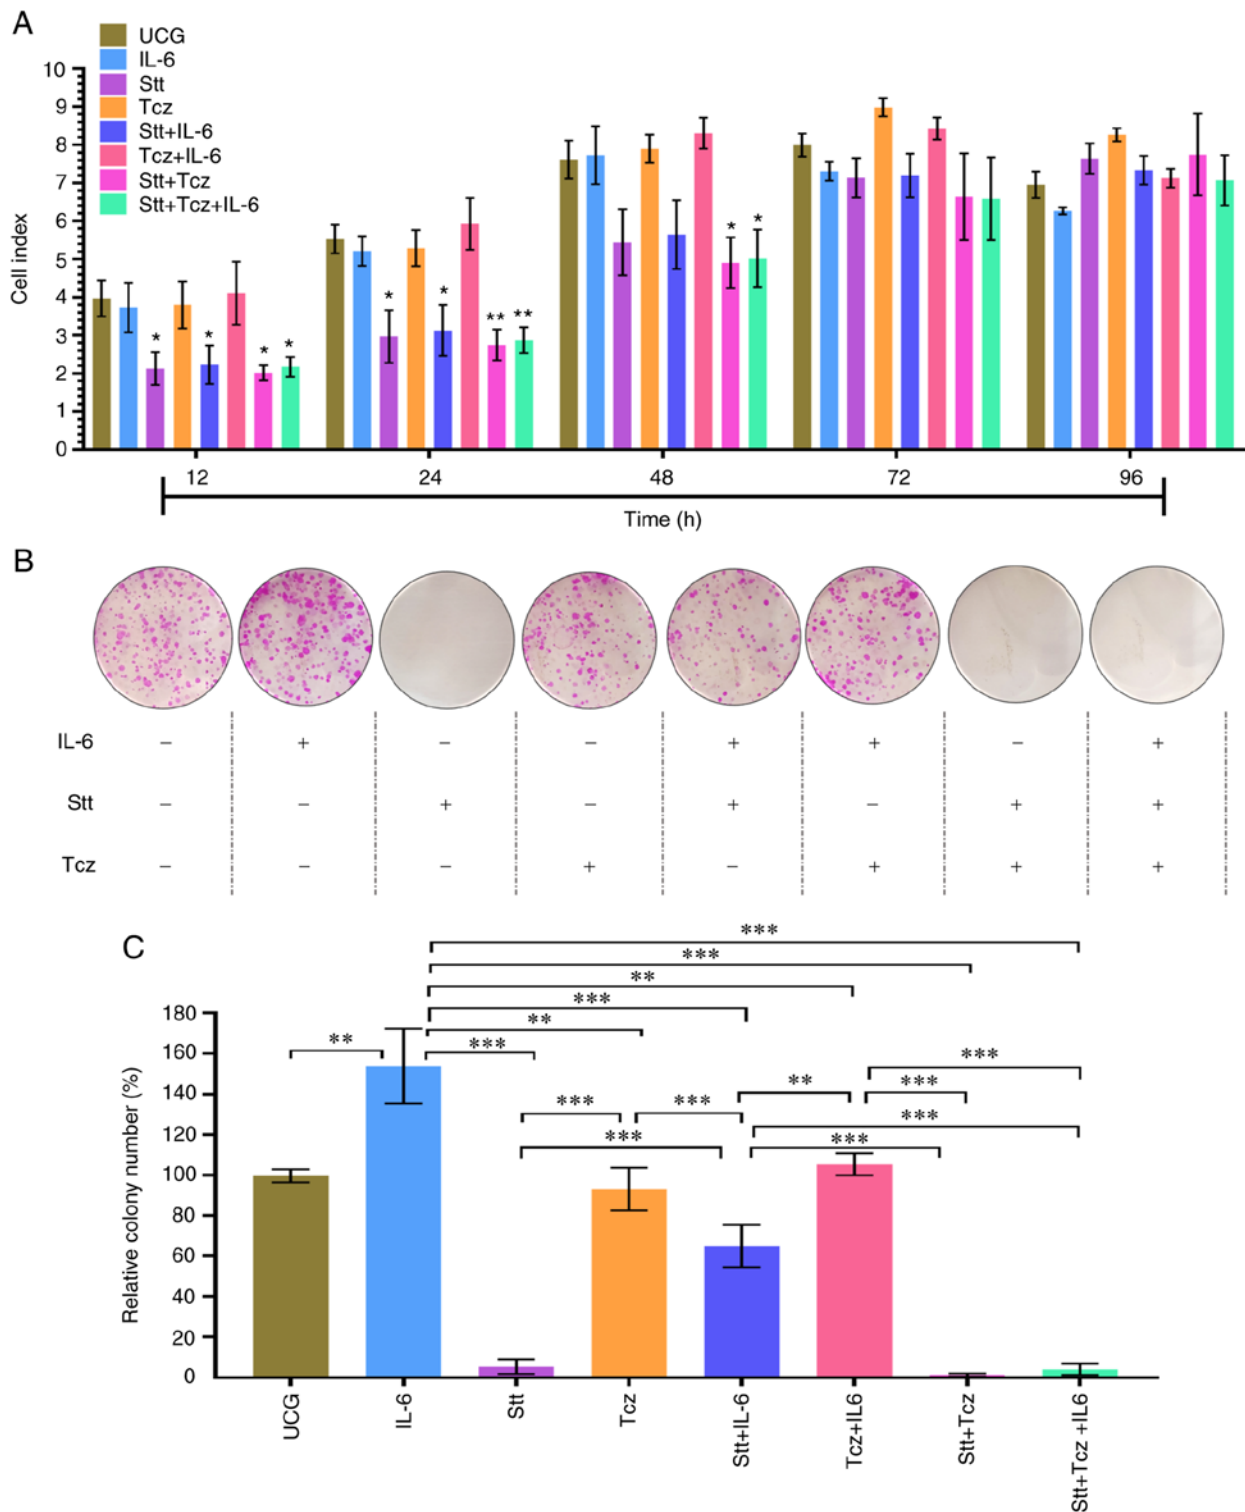 A
UCG
IL-6
Stt
Tcz
Stt+IL-6
Tcz+IL-6
Stt+Tcz
Stt+Tcz+IL-6
Cell index
10
9
8
7
6
5
4
3
2
1
0
* * * *
* * ** **
* *
12 24 48 72 96
Time (h)
B
IL-6 − + − − + + − +
Stt − − + − + − + +
Tcz − − − + − + + +
C
***
***
**
***
**
***
**
***
***
**
***
***
***
***
***
Relative colony number (%)
180
160
140
120
100
80
60
40
20
0
UCG
IL-6
Stt
Tcz
Stt+IL-6
Tcz+IL6
Stt+Tcz
Stt+Tcz +IL6